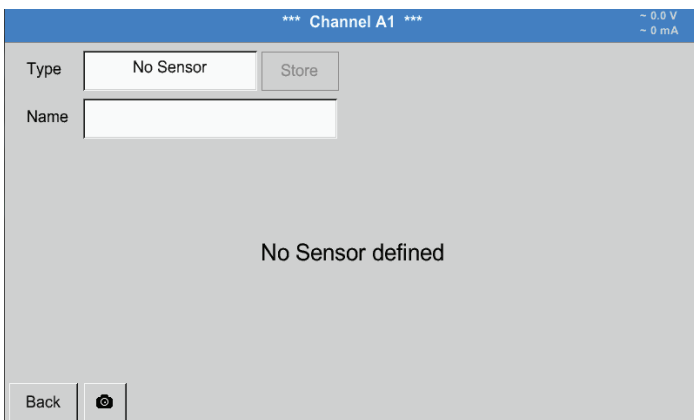 *** Channel A1 ***
~ 0.0 V
~ 0 mA
Type No Sensor Store
Name
No Sensor defined
Back